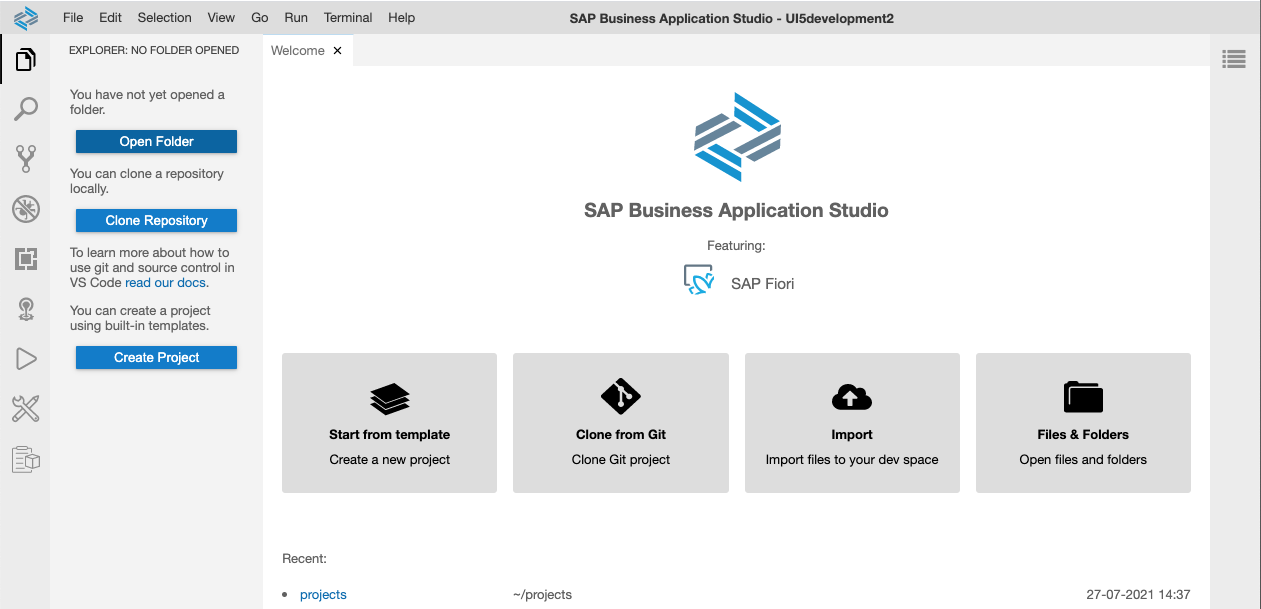 File Edit Selection View Go Run Terminal Help SAP Business Application Studio - UI5development2
EXPLORER: NO FOLDER OPENED
Welcome
You have not yet opened a
folder.
Open Folder
You can clone a repository
locally.
Clone Repository
To learn more about how to
use git and source control in
VS Code read our docs.
You can create a project
using built-in templates.
Create Project
SAP Business Application Studio
Featuring:
SAP Fiori
Start from template
Create a new project
Clone from Git
Clone Git project
Import
Import files to your dev space
Files & Folders
Open files and folders
Recent:
• projects ~/projects 27-07-2021 14:37